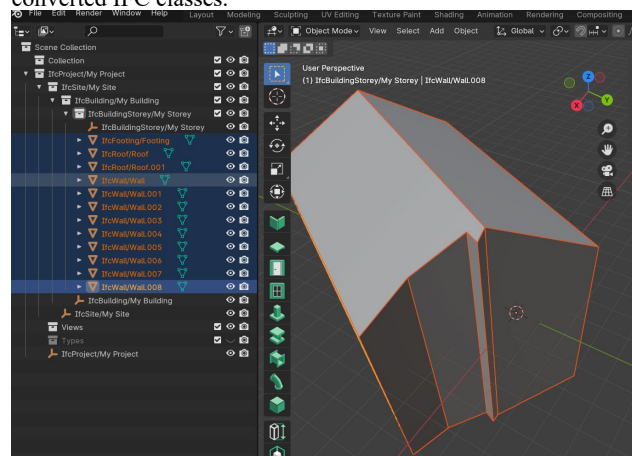 converted IFC classes.
File Edit Render Window Help Layout Modeling Sculpting UV Editing Texture Paint Shading Animation Rendering Compositing
Object Mode View Select Add Object Global
Scene Collection
Collection
IfcProject/My Project
IfcSite/My Site
IfcBuilding/My Building
IfcBuildingStorey/My Storey
IfcBuildingStorey/My Storey
IfcFooting/Footing
IfcRoof/Roof
IfcRoof/Roof.001
IfcWall/Wall
IfcWall/Wall.001
IfcWall/Wall.002
IfcWall/Wall.003
IfcWall/Wall.004
IfcWall/Wall.005
IfcWall/Wall.006
IfcWall/Wall.007
IfcWall/Wall.008
IfcBuilding/My Building
IfcSite/My Site
Views
Types
IfcProject/My Project
User Perspective
(1) IfcBuildingStorey/My Storey | IfcWall/Wall.008
Z
Y
X